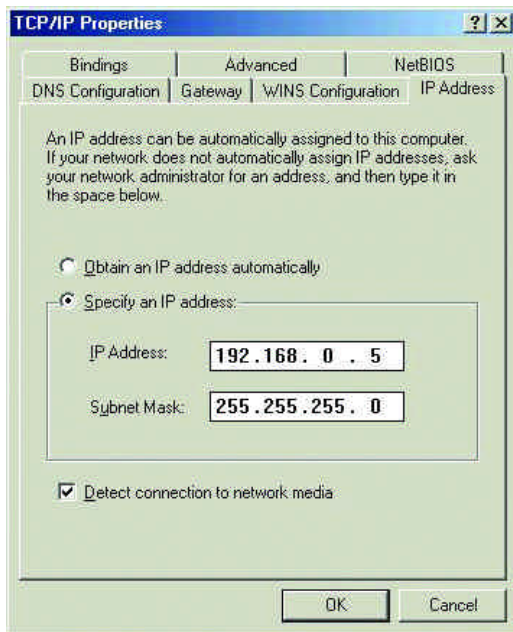 TCP/IP Properties
Bindings
Advanced
NetBIOS
DNS Configuration
Gateway
WINS Configuration
IP Address
An IP address can be automatically assigned to this computer.
If your network does not automatically assign IP addresses, ask
your network administrator for an address, and then type it in
the space below.
Obtain an IP address automatically
Specify an IP address:
IP Address:
192.168. 0 . 5
Subnet Mask:
255.255.255. 0
Detect connection to network media
OK
Cancel